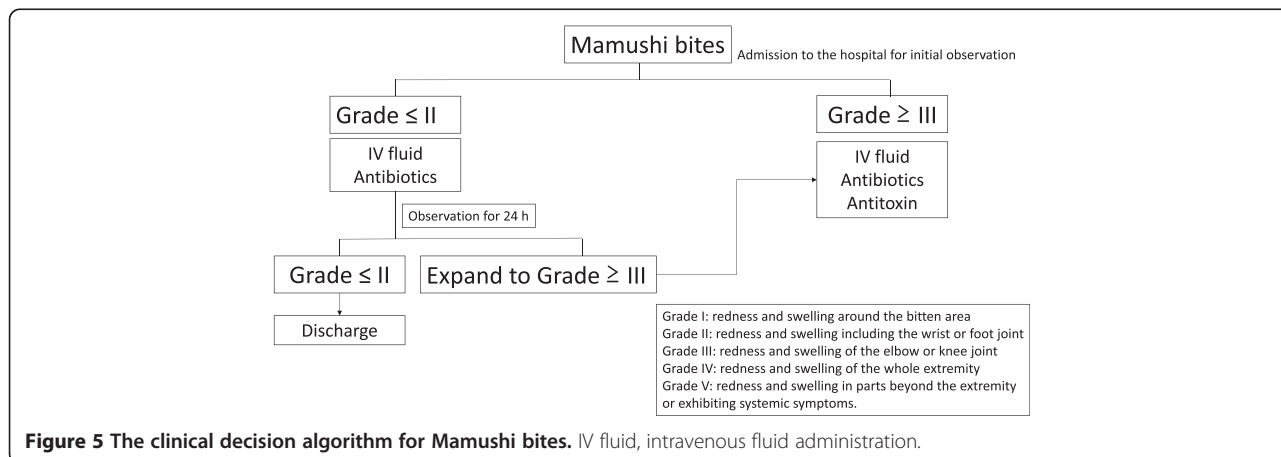 Mamushi bites
Admission to the hospital for initial observation
Grade ≤ II
Grade ≧ III
IV fluid
Antibiotics
IV fluid
Antibiotics
Antitoxin
Observation for 24 h
Grade ≤ II
Expand to Grade ≧ III
Discharge
Grade I: redness and swelling around the bitten area
Grade II: redness and swelling including the wrist or foot joint
Grade III: redness and swelling of the elbow or knee joint
Grade IV: redness and swelling of the whole extremity
Grade V: redness and swelling in parts beyond the extremity
or exhibiting systemic symptoms.
Figure 5 The clinical decision algorithm for Mamushi bites. IV fluid, intravenous fluid administration.